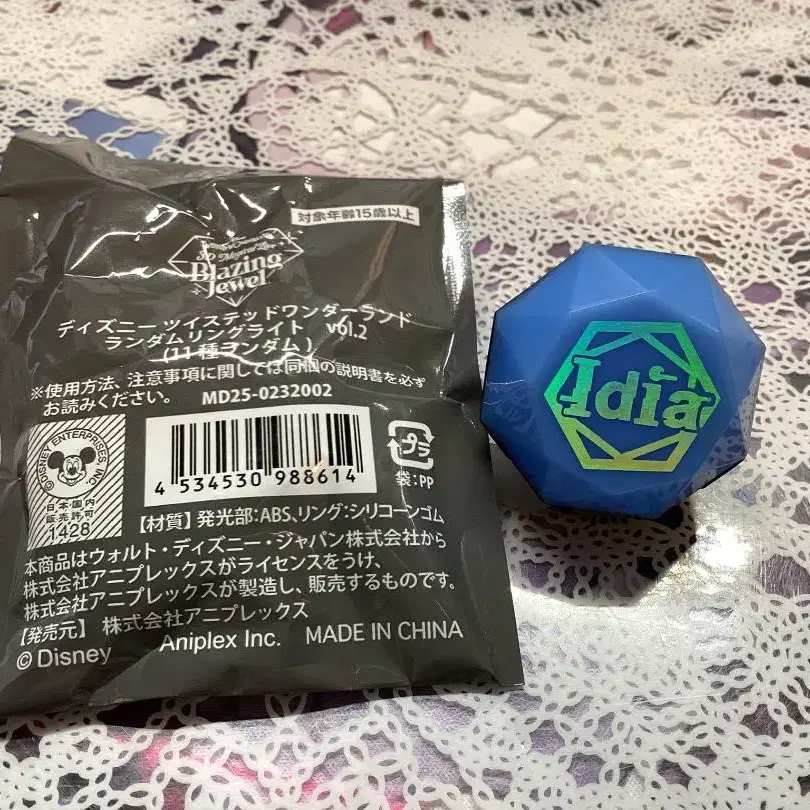 対象年齢15歳以上
Blazing
Jewel
ディズニー ツイステッドワンダーランド
ランダムリングライト vol.2
(11種ランダム)
※使用方法、注意事項に関しては同梱の説明書を必ず
お読みください。 MD25-0232002
©DISNEY ENTERPRISES INC.
日本国内
販売許可
1428
4 534530 988614
プラ
袋:PP
【材質】発光部:ABS、リング:シリコーンゴム
本商品はウォルト・ディズニー・ジャパン株式会社から
株式会社アニプレックスがライセンスをうけ、
株式会社アニプレックスが製造し、販売するものです。
【発売元】株式会社アニプレックス
©Disney Aniplex Inc. MADE IN CHINA
Idia